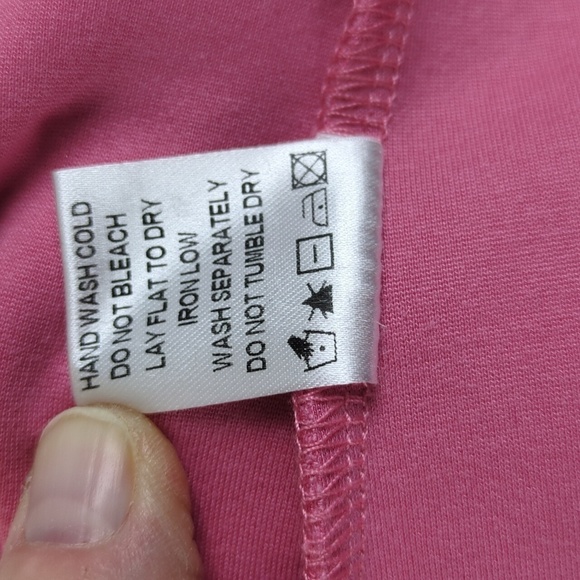 HAND WASH COLD
DO NOT BLEACH
LAY FLAT TO DRY
IRON LOW
WASH SEPARATELY
DO NOT TUMBLE DRY